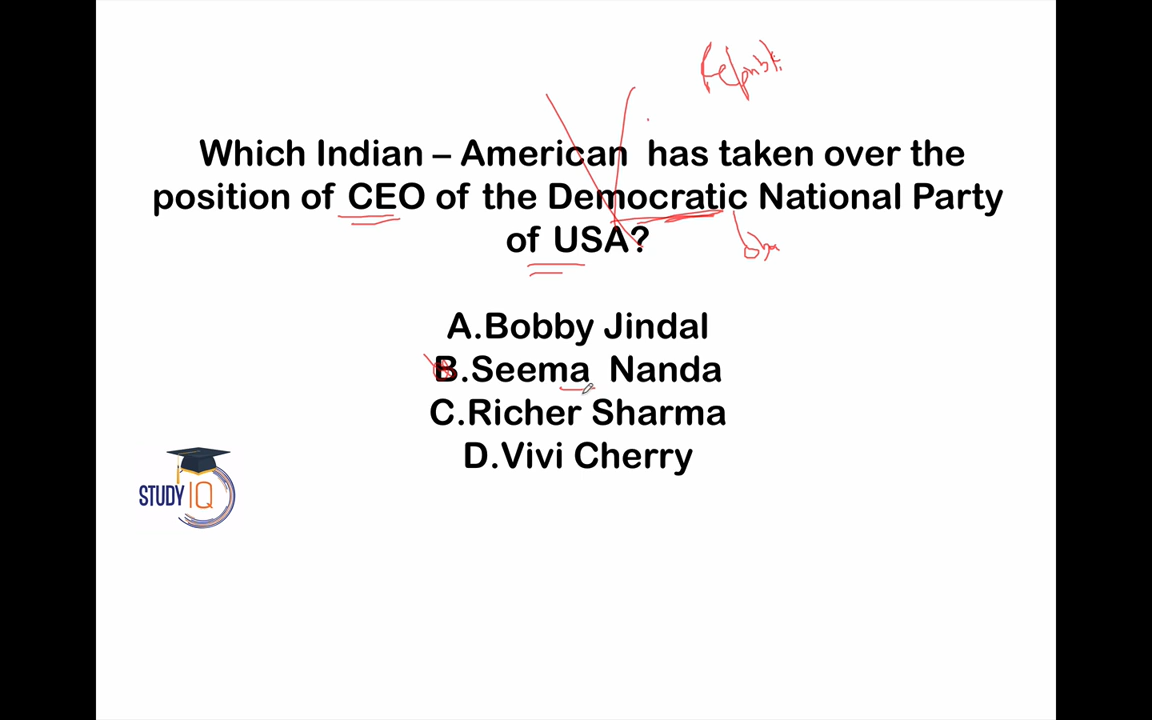 Which Indian – American has taken over the
position of CEO of the Democratic National Party
of USA?
A.Bobby Jindal
B.Seema Nanda
C.Richer Sharma
D.Vivi Cherry
STUDY IQ